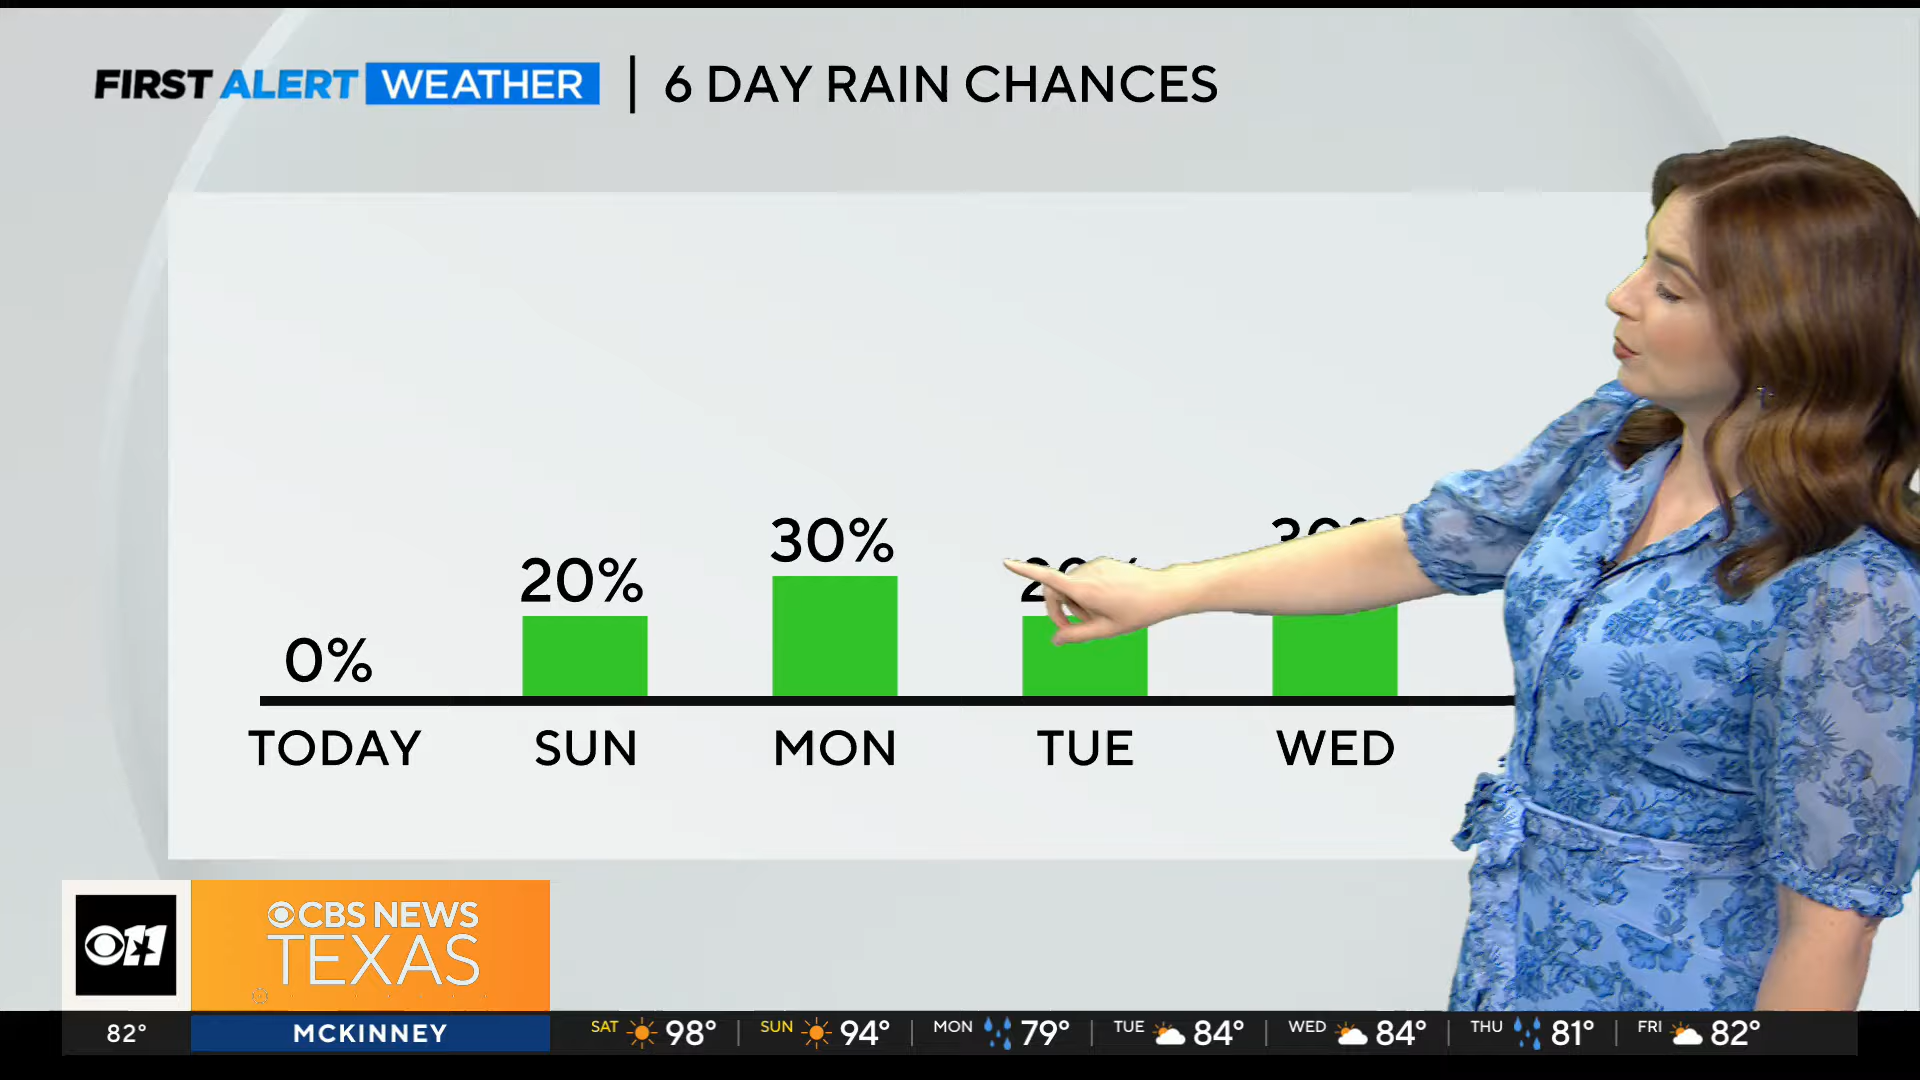 FIRST ALERT WEATHER | 6 DAY RAIN CHANCES
0%
20%
30%
TODAY SUN MON TUE WED
11
CBS NEWS
TEXAS
82° MCKINNEY SAT 98° | SUN 94° | MON 79° | TUE 84° | WED 84° | THU 81° | FRI 82°